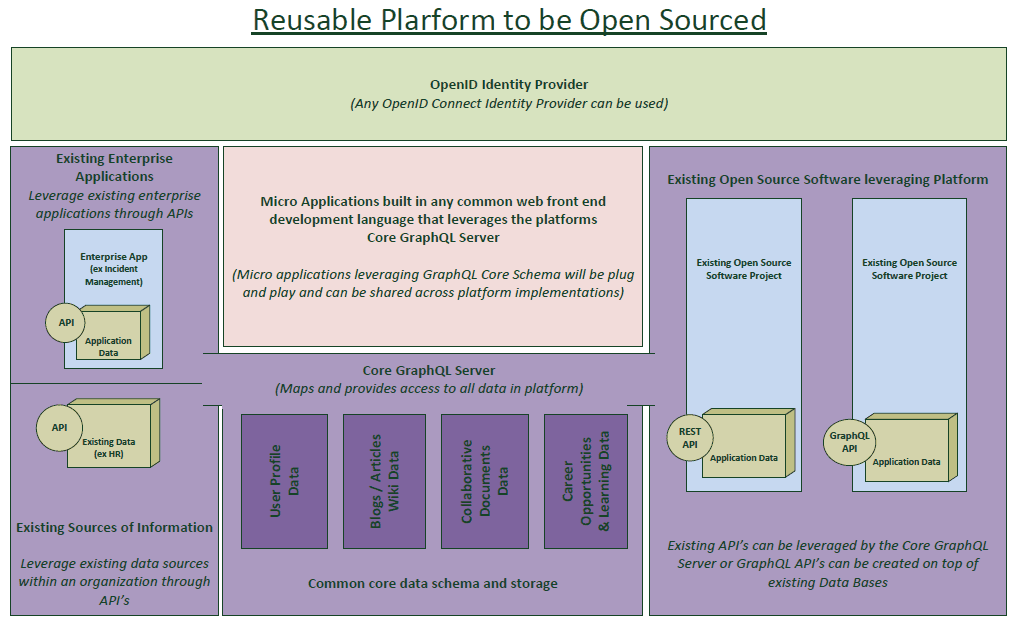 Reusable Plarform to be Open Sourced
OpenID Identity Provider
(Any OpenID Connect Identity Provider can be used)
Existing Enterprise
Applications
Leverage existing enterprise
applications through APIs
Enterprise App
(ex Incident
Management)
API
Application
Data
API
Existing Data
(ex HR)
Existing Sources of Information
Leverage existing data sources
within an organization through
API's
Micro Applications built in any common web front end
development language that leverages the platforms
Core GraphQL Server
(Micro applications leveraging GraphQL Core Schema will be plug
and play and can be shared across platform implementations)
Core GraphQL Server
(Maps and provides access to all data in platform)
User Profile
Data
Blogs / Articles
Wiki Data
Collaborative
Documents
Data
Career
Opportunities
& Learning Data
Common core data schema and storage
Existing Open Source Software leveraging Platform
Existing Open Source
Software Project
REST
API
Application Data
Existing Open Source
Software Project
GraphQL
API
Application Data
Existing API's can be leveraged by the Core GraphQL
Server or GraphQL API's can be created on top of
existing Data Bases